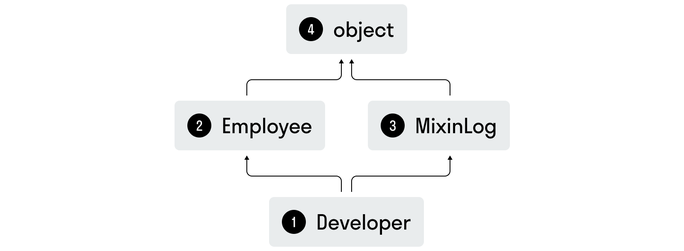 4 object
2 Employee
3 MixinLog
1 Developer